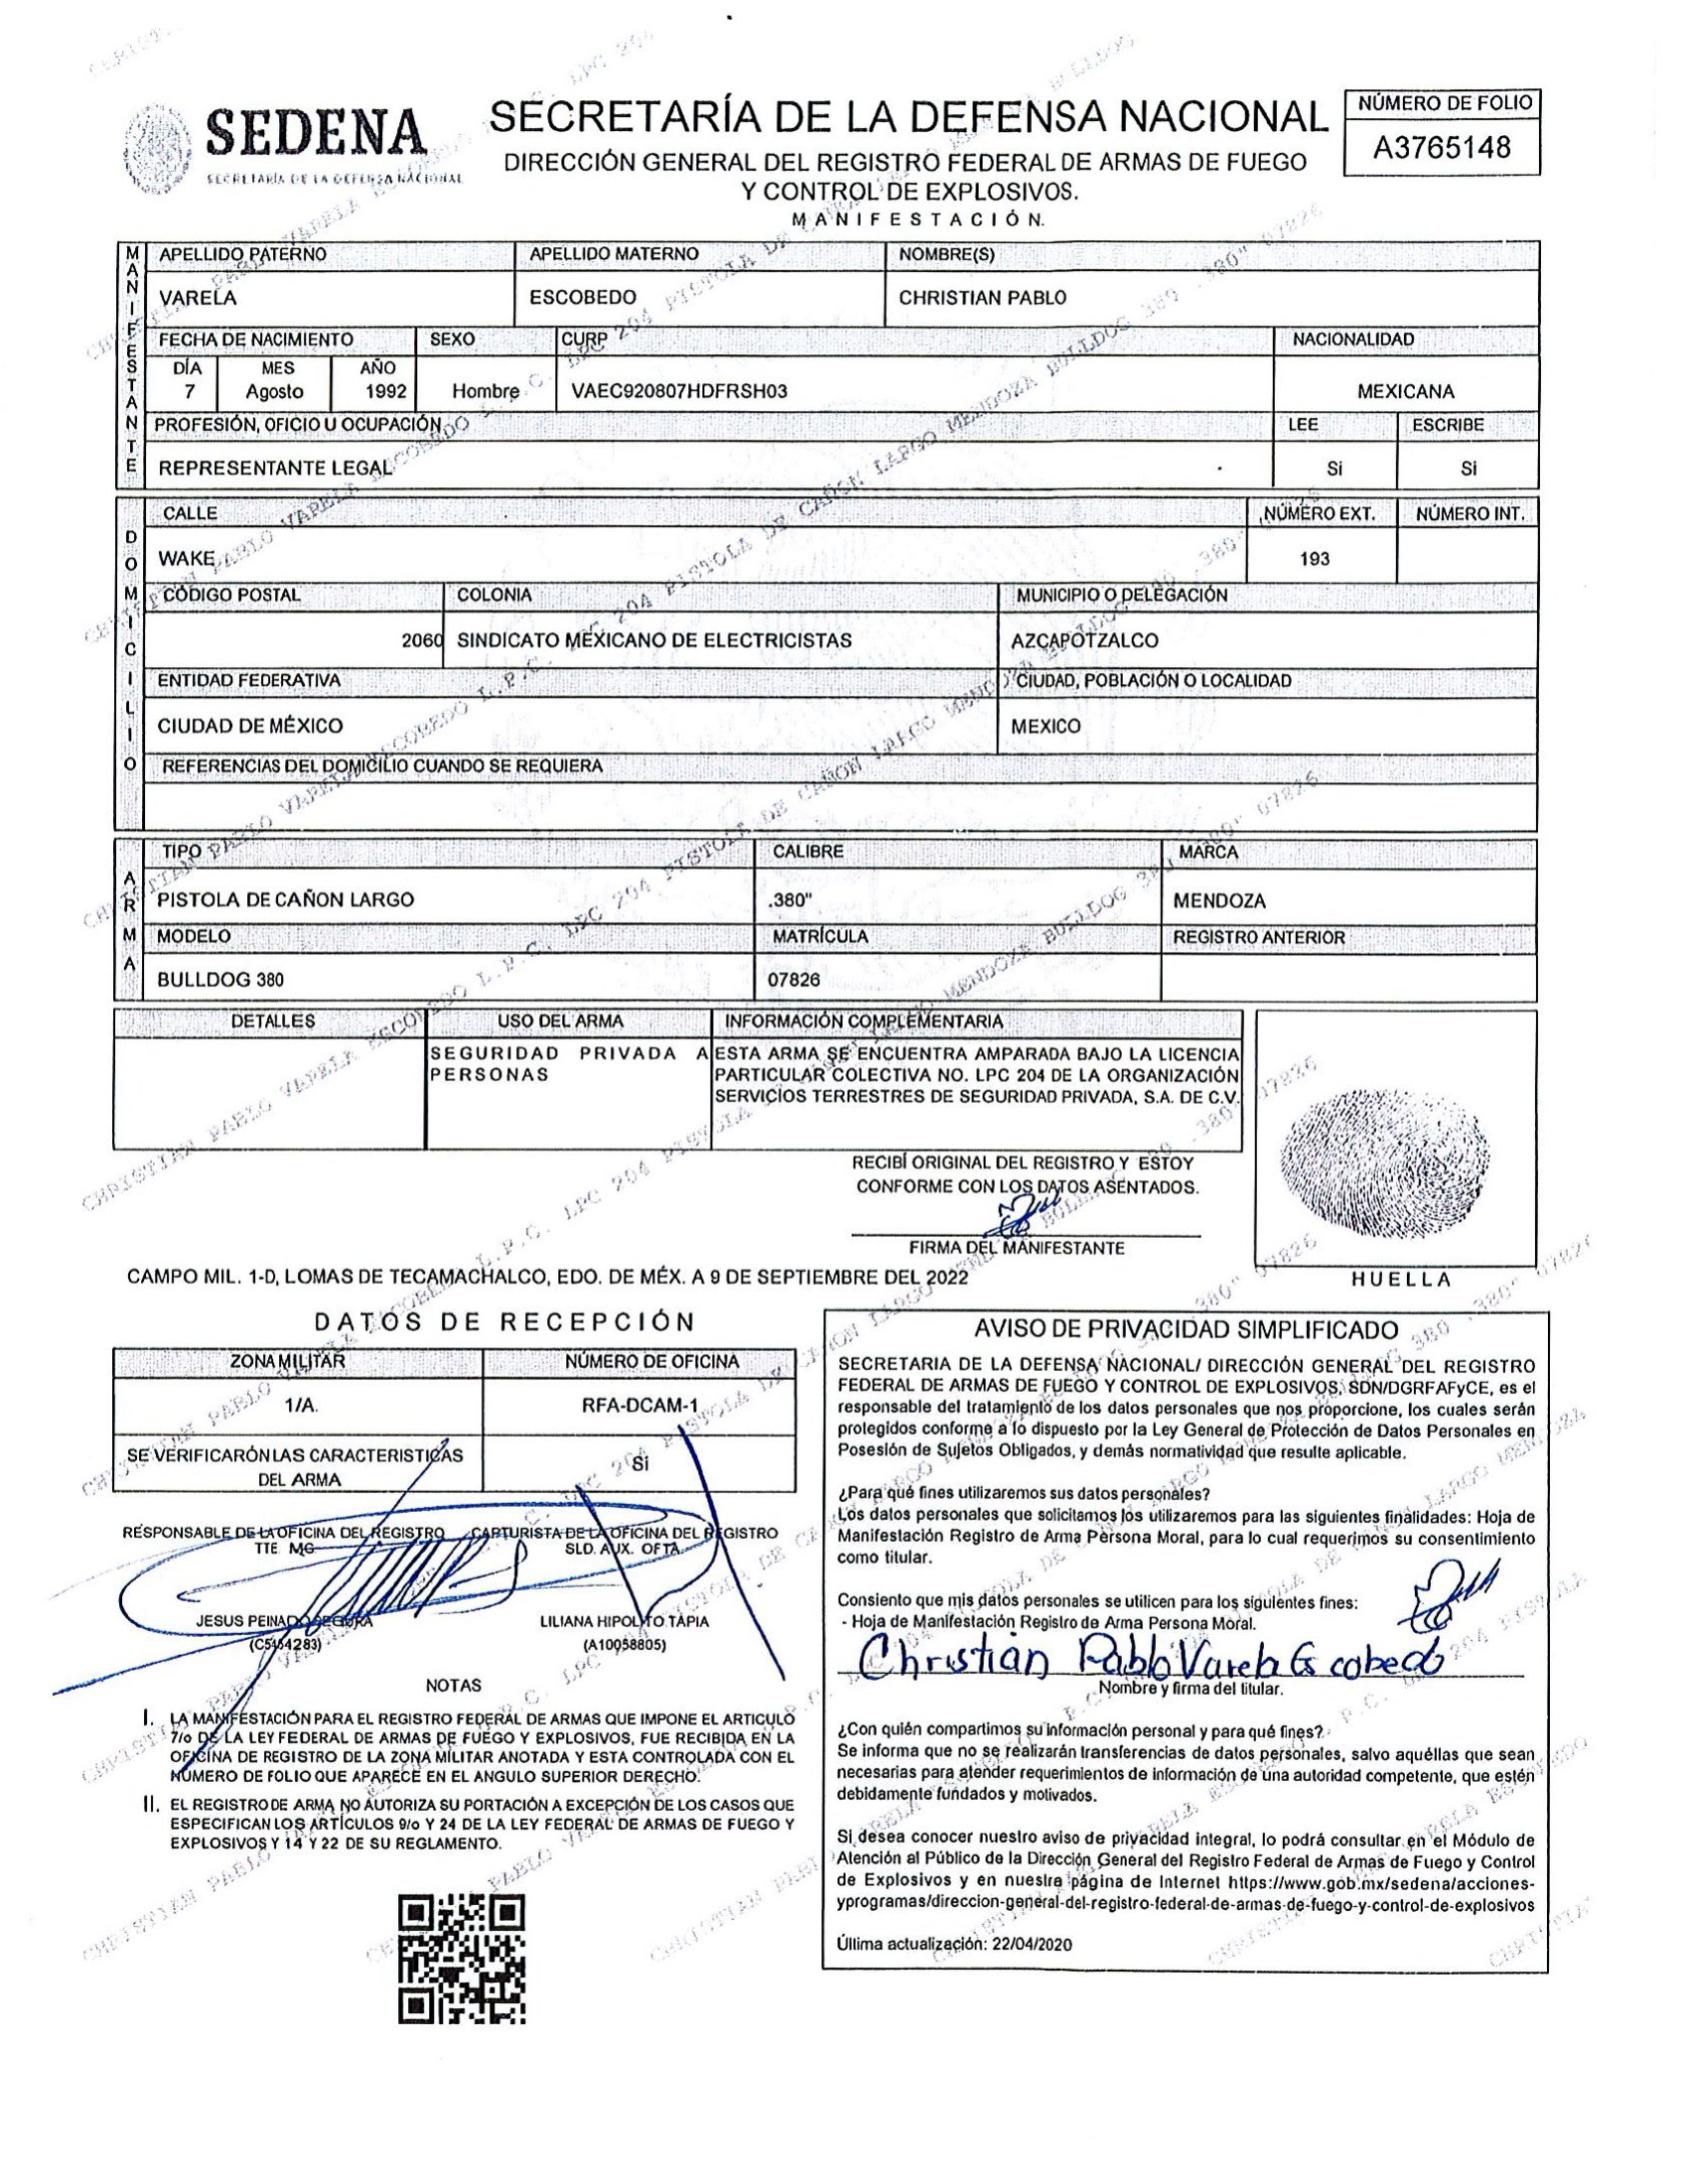 SEDENA
SECRETARÍA DE LA DEFENSA NACIONAL
SECRETARÍA DE LA DEFENSA NACIONAL
DIRECCIÓN GENERAL DEL REGISTRO FEDERAL DE ARMAS DE FUEGO
Y CONTROL DE EXPLOSIVOS.
MANIFESTACIÓN.
NÚMERO DE FOLIO
A3765148
MANIFESTANTE
APELLIDO PATERNO APELLIDO MATERNO NOMBRE(S)
VARELA ESCOBEDO CHRISTIAN PABLO
FECHA DE NACIMIENTO SEXO CURP NACIONALIDAD
DÍA MES AÑO
7 Agosto 1992 Hombre VAEC920807HDFRSH03 MEXICANA
PROFESIÓN, OFICIO U OCUPACIÓN LEE ESCRIBE
REPRESENTANTE LEGAL Si Si
DOMICILIO
CALLE NÚMERO EXT. NÚMERO INT.
WAKE 193
CÓDIGO POSTAL COLONIA MUNICIPIO O DELEGACIÓN
2060 SINDICATO MEXICANO DE ELECTRICISTAS AZCAPOTZALCO
ENTIDAD FEDERATIVA CIUDAD, POBLACIÓN O LOCALIDAD
CIUDAD DE MÉXICO MEXICO
REFERENCIAS DEL DOMICILIO CUANDO SE REQUIERA
ARMA
TIPO CALIBRE MARCA
PISTOLA DE CAÑON LARGO .380" MENDOZA
MODELO MATRÍCULA REGISTRO ANTERIOR
BULLDOG 380 07826
DETALLES USO DEL ARMA INFORMACIÓN COMPLEMENTARIA
SEGURIDAD PRIVADA A
PERSONAS
ESTA ARMA SE ENCUENTRA AMPARADA BAJO LA LICENCIA
PARTICULAR COLECTIVA NO. LPC 204 DE LA ORGANIZACIÓN
SERVICIOS TERRESTRES DE SEGURIDAD PRIVADA, S.A. DE C.V.
RECIBÍ ORIGINAL DEL REGISTRO Y ESTOY
CONFORME CON LOS DATOS ASENTADOS.
FIRMA DEL MANIFESTANTE
HUELLA
CAMPO MIL. 1-D, LOMAS DE TECAMACHALCO, EDO. DE MÉX. A 9 DE SEPTIEMBRE DEL 2022
DATOS DE RECEPCIÓN
ZONA MILITAR NÚMERO DE OFICINA
1/A. RFA-DCAM-1
SE VERIFICARÓN LAS CARACTERISTICAS
DEL ARMA
Si
RESPONSABLE DE LA OFICINA DEL REGISTRO
TTE MG
JESUS PEINADO SEGURA
(C5464283)
CAPTURISTA DE LA OFICINA DEL REGISTRO
SLD. AUX. OFTA.
LILIANA HIPOLYTO TAPIA
(A10058805)
NOTAS
I. LA MANIFESTACIÓN PARA EL REGISTRO FEDERAL DE ARMAS QUE IMPONE EL ARTICULO
7/o DE LA LEY FEDERAL DE ARMAS DE FUEGO Y EXPLOSIVOS, FUE RECIBIDA EN LA
OFICINA DE REGISTRO DE LA ZONA MILITAR ANOTADA Y ESTA CONTROLADA CON EL
NÚMERO DE FOLIO QUE APARECE EN EL ANGULO SUPERIOR DERECHO.
II. EL REGISTRO DE ARMA NO AUTORIZA SU PORTACIÓN A EXCEPCIÓN DE LOS CASOS QUE
ESPECIFICAN LOS ARTÍCULOS 9/o Y 24 DE LA LEY FEDERAL DE ARMAS DE FUEGO Y
EXPLOSIVOS Y 14 Y 22 DE SU REGLAMENTO.
AVISO DE PRIVACIDAD SIMPLIFICADO
SECRETARIA DE LA DEFENSA NACIONAL/ DIRECCIÓN GENERAL DEL REGISTRO
FEDERAL DE ARMAS DE FUEGO Y CONTROL DE EXPLOSIVOS, SDN/DGRFAFyCE, es el
responsable del tratamiento de los datos personales que nos proporcione, los cuales serán
protegidos conforme a lo dispuesto por la Ley General de Protección de Datos Personales en
Posesión de Sujetos Obligados, y demás normatividad que resulte aplicable.
¿Para qué fines utilizaremos sus datos personales?
Los datos personales que solicitamos los utilizaremos para las siguientes finalidades: Hoja de
Manifestación Registro de Arma Persona Moral, para lo cual requerimos su consentimiento
como titular.
Consiento que mis datos personales se utilicen para los siguientes fines:
- Hoja de Manifestación Registro de Arma Persona Moral.
Christian Pablo Varela Escobedo
Nombre y firma del titular.
¿Con quién compartimos su información personal y para qué fines?
Se informa que no se realizarán transferencias de datos personales, salvo aquéllas que sean
necesarias para atender requerimientos de información de una autoridad competente, que estén
debidamente fundados y motivados.
Si desea conocer nuestro aviso de privacidad integral, lo podrá consultar en el Módulo de
Atención al Público de la Dirección General del Registro Federal de Armas de Fuego y Control
de Explosivos y en nuestra página de Internet https://www.gob.mx/sedena/acciones-
yprogramas/direccion-general-del-registro-federal-de-armas-de-fuego-y-control-de-explosivos
Última actualización: 22/04/2020